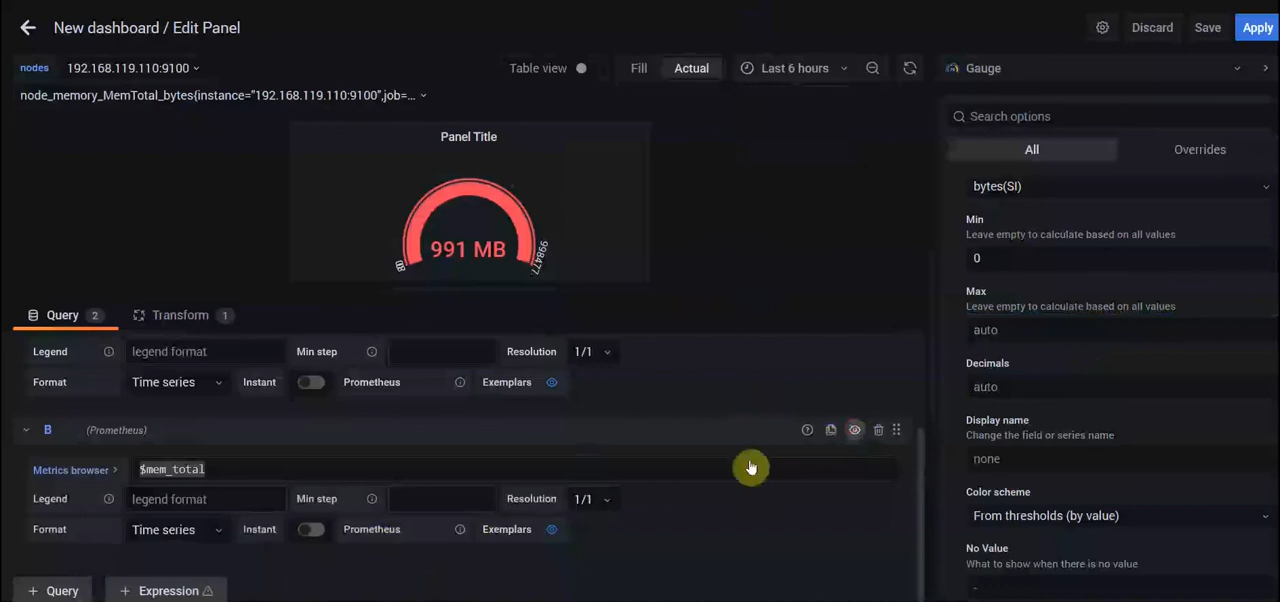 New dashboard / Edit Panel
Discard Save Apply
nodes 192.168.119.110:9100
Table view Fill Actual Last 6 hours
Gauge
node_memory_MemTotal_bytes{instance="192.168.119.110:9100",job=...
Search options
Panel Title
All Overrides
991 MB
998477
bytes(SI)
Min
Leave empty to calculate based on all values
0
Max
Leave empty to calculate based on all values
auto
Decimals
auto
Display name
Change the field or series name
none
Color scheme
From thresholds (by value)
No Value
What to show when there is no value
-
Query 2 Transform 1
Legend legend format Min step Resolution 1/1
Format Time series Instant Prometheus Exemplars
B (Prometheus)
Metrics browser > $mem_total
Legend legend format Min step Resolution 1/1
Format Time series Instant Prometheus Exemplars
+ Query + Expression